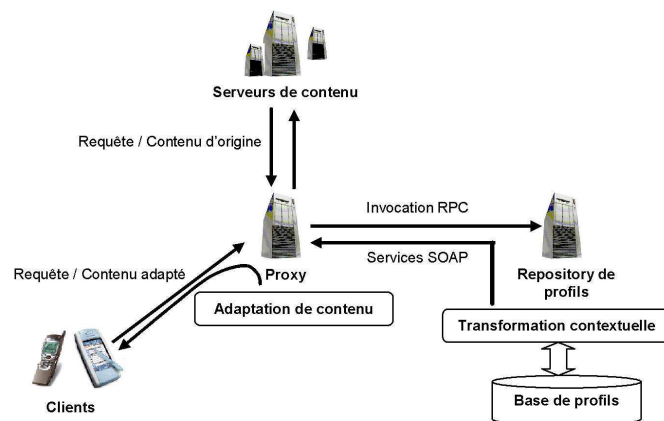 Serveurs de contenu
Requête / Contenu d'origine
Invocation RPC
Services SOAP
Requête / Contenu adapté
Proxy
Repository de
profils
Adaptation de contenu
Transformation contextuelle
Clients
Base de profils